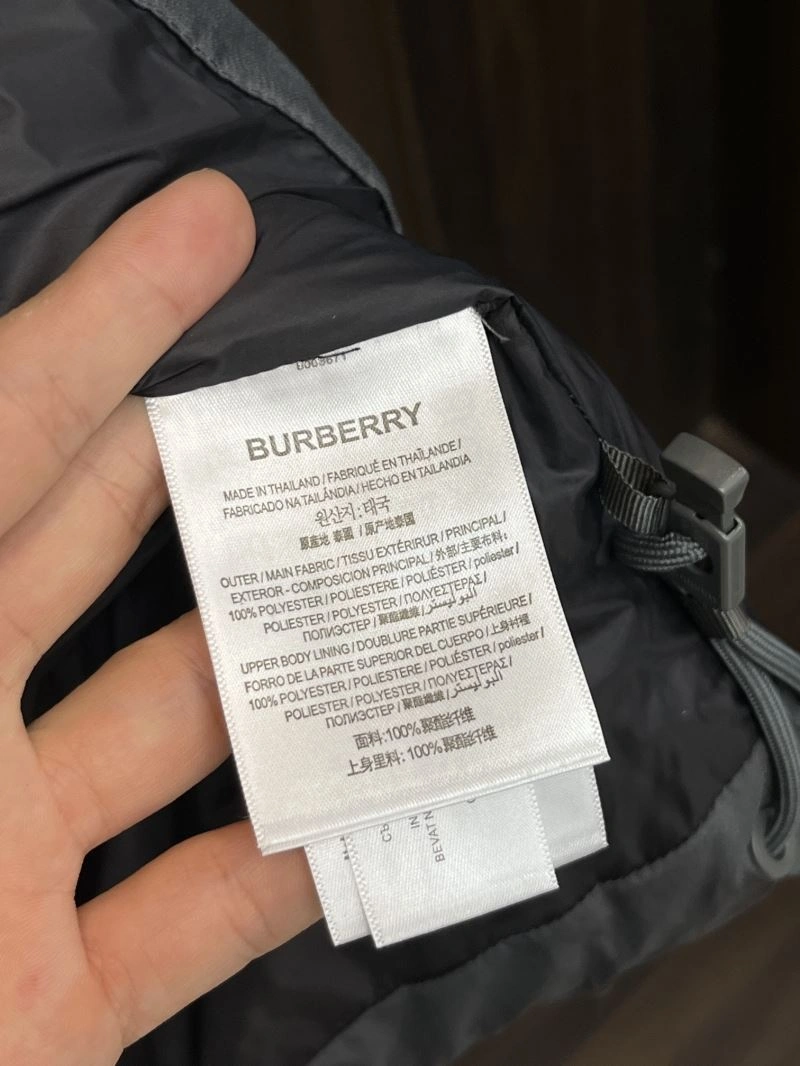 BURBERRY
MADE IN THAILAND / FABRIQUÉ EN THAÏLANDE /
FABRICADO NA TAILÂNDIA / HECHO EN TAILANDIA
원산지: 태국
原産地 泰國 / 原产地泰国
OUTER / MAIN FABRIC / TISSU EXTÉRIRUR / PRINCIPAL /
EXTERIOR - COMPOSICION PRINCIPAL / 外部/主要布料:
100% POLYESTER / POLIESTERE / POLIÉSTER / poliester /
POLIESTER / POLYESTER / ΠΟΛΥΕΣΤΕΡΑΣ /
ПОЛИЭСТЕР / 聚酯纖維 / البوليستر
UPPER BODY LINING / DOUBLURE PARTIE SUPÉRIEURE /
FORRO DE LA PARTE SUPERIOR DEL CUERPO / 上身衬裡
100% POLYESTER / POLIESTERE / POLIÉSTER / poliester /
POLIESTER / POLYESTER / ΠΟΛΥΕΣΤΕΡΑΣ /
ПОЛИЭСТЕР / 聚酯纖維 / البوليستر
面料:100%聚酯纤维
上身里料: 100%聚酯纤维
IN
BEVAT N